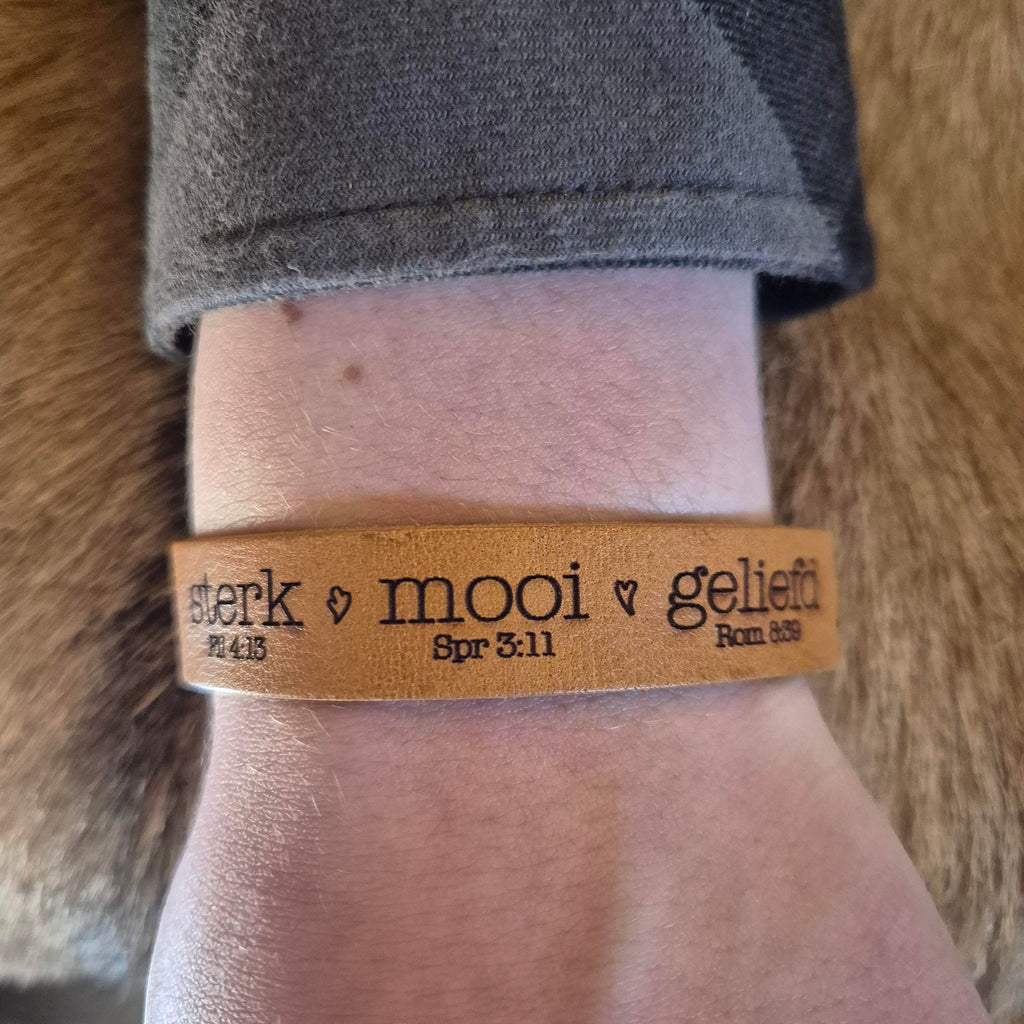 sterk ♡ mooi ♡ geliefd
Fil 4:13 Spr 3:11 Rom 8:39